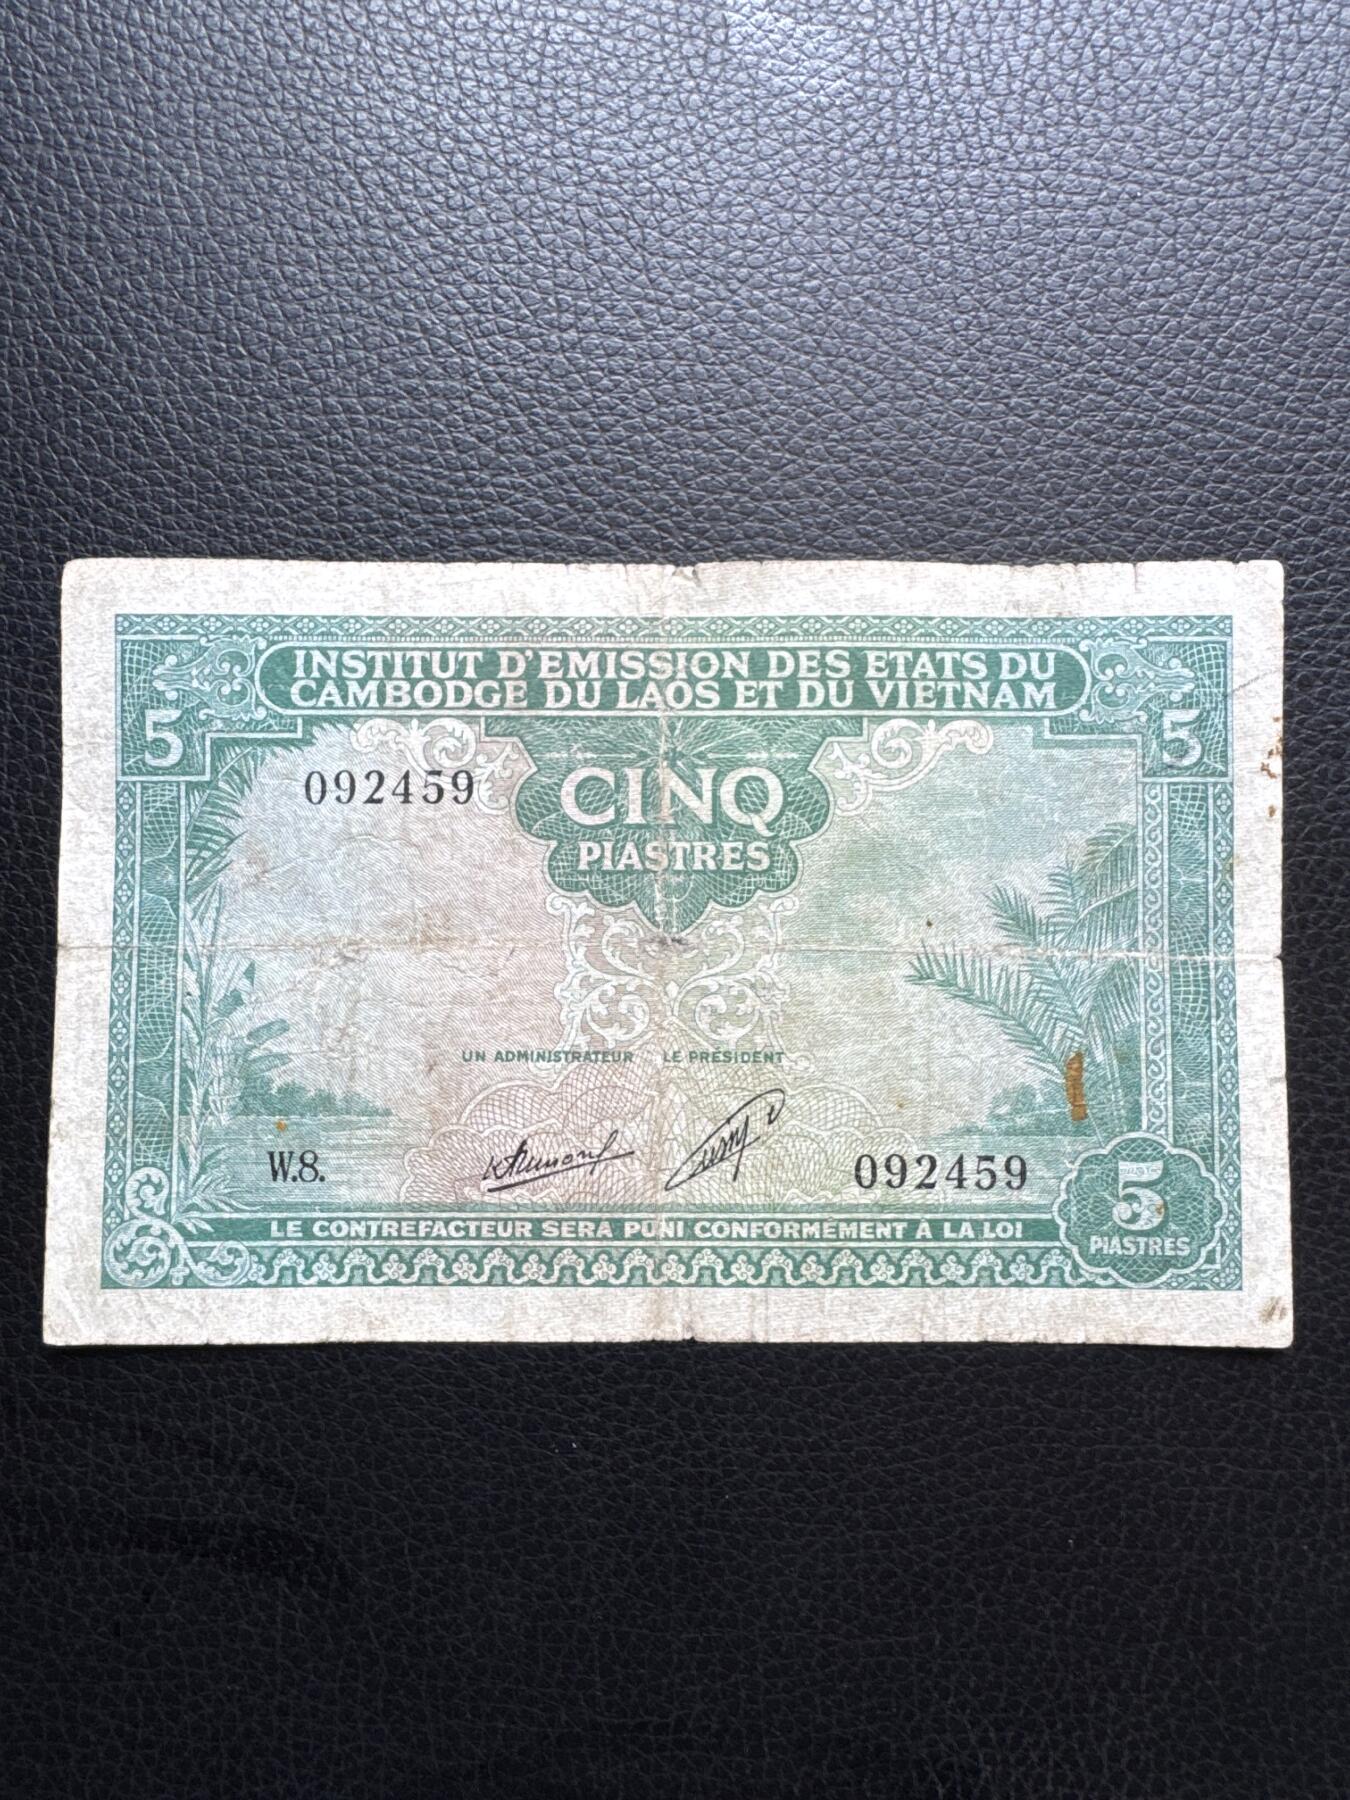 INSTITUT D'EMISSION DES ETATS DU
CAMBODGE DU LAOS ET DU VIETNAM
5
5
092459
CINQ
PIASTRES
UN ADMINISTRATEUR LE PRÉSIDENT
W.8.
092459
5
PIASTRES
LE CONTREFACTEUR SERA PUNI CONFORMÉMENT À LA LOI